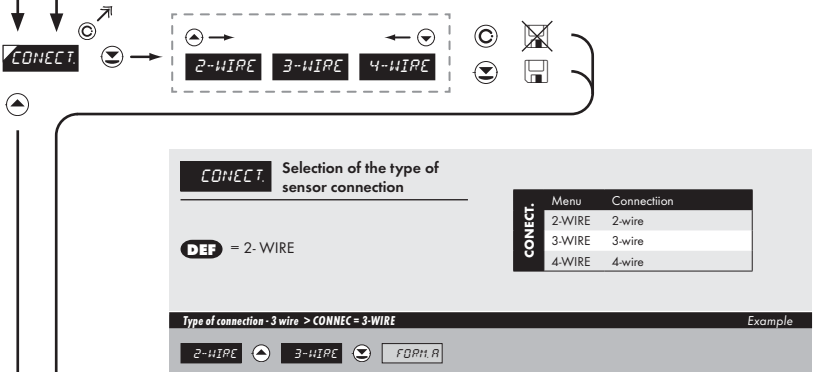 CONECT.
2-WIRE 3-WIRE 4-WIRE
CONECT.
Selection of the type of
sensor connection
DEF = 2- WIRE
CONECT.
Menu Connectiion
2-WIRE 2-wire
3-WIRE 3-wire
4-WIRE 4-wire
Type of connection - 3 wire > CONNEC = 3-WIRE Example
2-WIRE 3-WIRE FORM. A